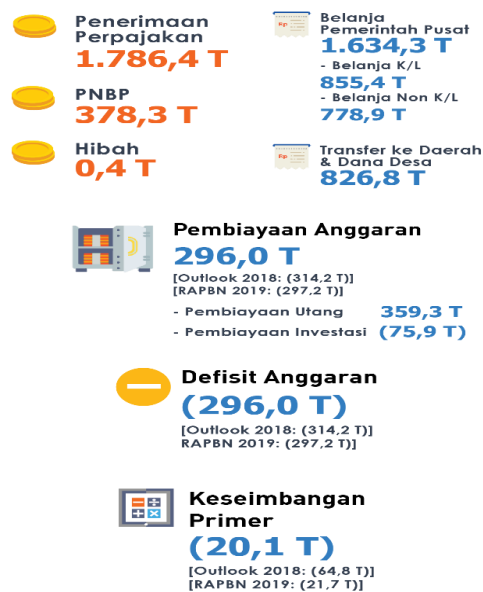 Penerimaan
Perpajakan
1.786,4 T
PNBP
378,3 T
Hibah
0,4 T
Belanja
Pemerintah Pusat
1.634,3 T
- Belanja K/L
855,4 T
- Belanja Non K/L
778,9 T
Transfer ke Daerah
& Dana Desa
826,8 T
Pembiayaan Anggaran
296,0 T
[Outlook 2018: (314,2 T)]
[RAPBN 2019: (297,2 T)]
- Pembiayaan Utang 359,3 T
- Pembiayaan Investasi (75,9 T)
Defisit Anggaran
(296,0 T)
[Outlook 2018: (314,2 T)]
RAPBN 2019: (297,2 T)]
Keseimbangan
Primer
(20,1 T)
[Outlook 2018: (64,8 T)]
[RAPBN 2019: (21,7 T)]